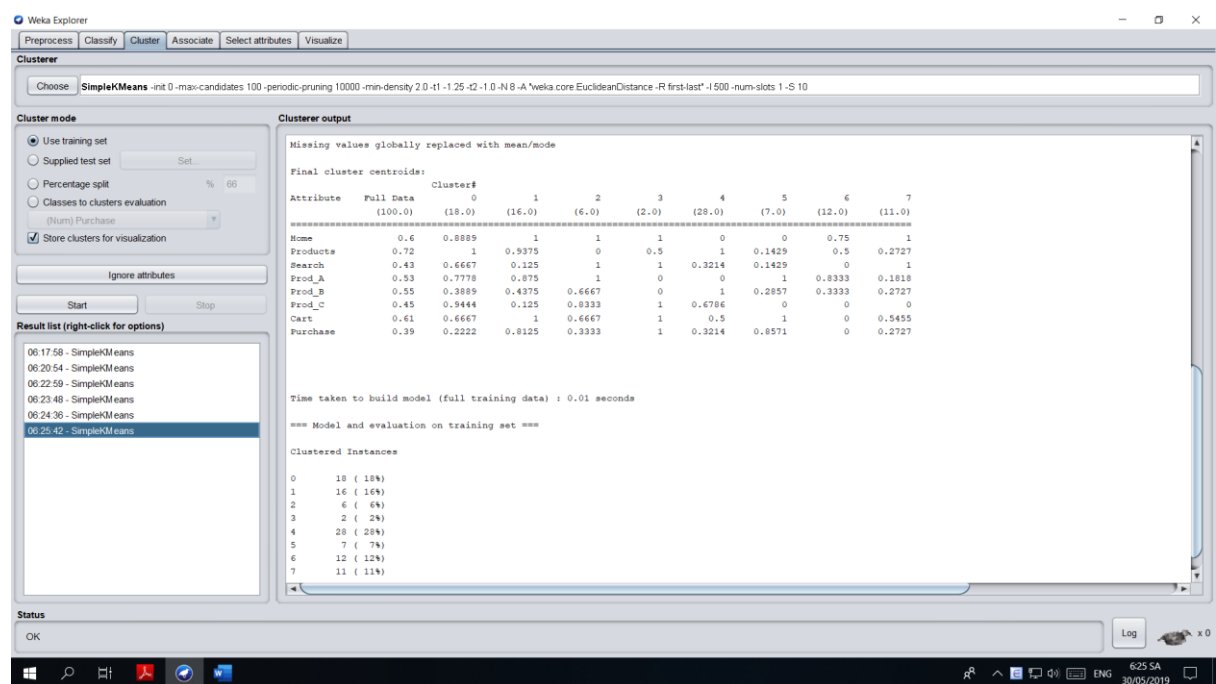 Weka Explorer
Preprocess Classify Cluster Associate Select attributes Visualize
Clusterer
Choose SimpleKMeans -init 0 -max-candidates 100 -periodic-pruning 10000 -min-density 2.0 -t1 -1.25 -t2 -1.0 -N 8 -A "weka.core.EuclideanDistance -R first-last" -I 500 -num-slots 1 -S 10
Cluster mode
Use training set
Supplied test set Set...
Percentage split % 66
Classes to clusters evaluation
(Num) Purchase
Store clusters for visualization
Ignore attributes
Start Stop
Result list (right-click for options)
06:17:58 - SimpleKMeans
06:20:54 - SimpleKMeans
06:22:59 - SimpleKMeans
06:23:48 - SimpleKMeans
06:24:36 - SimpleKMeans
06:25:42 - SimpleKMeans
Clusterer output
Missing values globally replaced with mean/mode
Final cluster centroids:
Cluster#
Attribute Full Data 0 1 2 3 4 5 6 7
(100.0) (18.0) (16.0) (6.0) (2.0) (28.0) (7.0) (12.0) (11.0)
Home 0.6 0.8889 1 1 1 0 0 0.75 1
Products 0.72 1 0.9375 0 0.5 1 0.1429 0.5 0.2727
Search 0.43 0.6667 0.125 1 1 0.3214 0.1429 0 1
Prod_A 0.53 0.7778 0.875 1 0 0 1 0.8333 0.1818
Prod_B 0.55 0.3889 0.4375 0.6667 0 1 0.2857 0.3333 0.2727
Prod_C 0.45 0.9444 0.125 0.8333 1 0.6786 0 0 0
Cart 0.61 0.6667 1 0.6667 1 0.5 1 0 0.5455
Purchase 0.39 0.2222 0.8125 0.3333 1 0.3214 0.8571 0 0.2727
Time taken to build model (full training data) : 0.01 seconds
=== Model and evaluation on training set ===
Clustered Instances
0 18 ( 18%)
1 16 ( 16%)
2 6 ( 6%)
3 2 ( 2%)
4 28 ( 28%)
5 7 ( 7%)
6 12 ( 12%)
7 11 ( 11%)
Status
OK
Log x 0
ENG 6:25 SA
30/05/2019